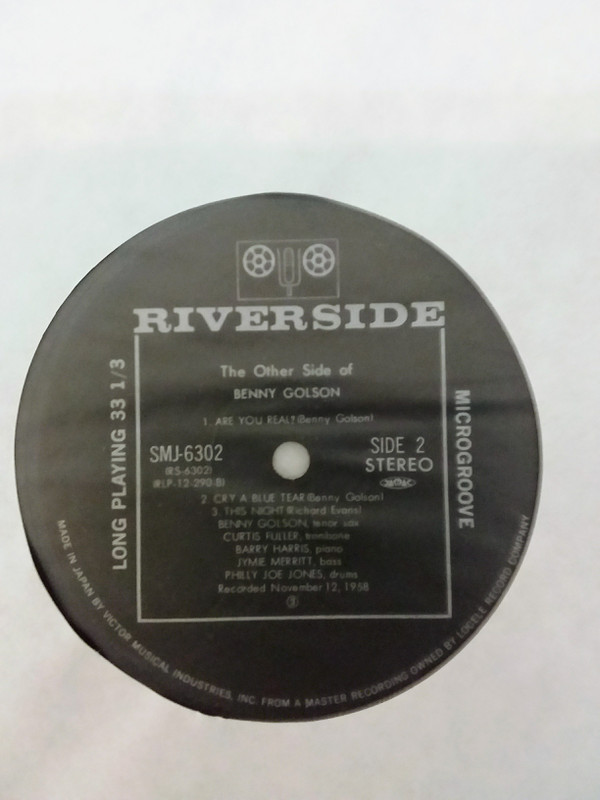 RIVERSIDE
The Other Side of
BENNY GOLSON
1. ARE YOU REAL? (Benny Golson)
SMJ-6302
(RS-6302)
(RLP-12-290-B)
SIDE 2
STEREO
2. CRY A BLUE TEAR (Benny Golson)
3. THIS NIGHT (Richard Evans)
BENNY GOLSON, tenor sax
CURTIS FULLER, trombone
BARRY HARRIS, piano
JYMIE MERRITT, bass
PHILLY JOE JONES, drums
Recorded November 12, 1958
③
LONG PLAYING 33 1/3
MICROGROOVE
MADE IN JAPAN BY VICTOR MUSICAL INDUSTRIES, INC. FROM A MASTER RECORDING OWNED BY RECORD COMPANY